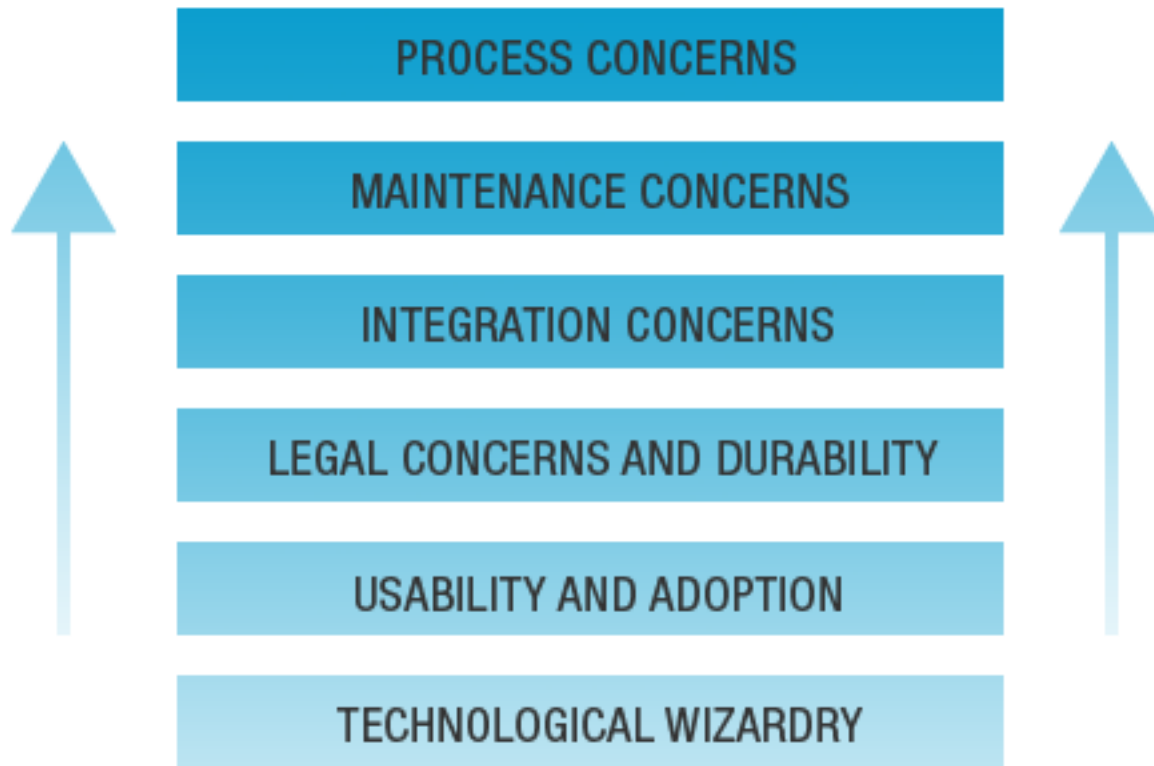 PROCESS CONCERNS
MAINTENANCE CONCERNS
INTEGRATION CONCERNS
LEGAL CONCERNS AND DURABILITY
USABILITY AND ADOPTION
TECHNOLOGICAL WIZARDRY